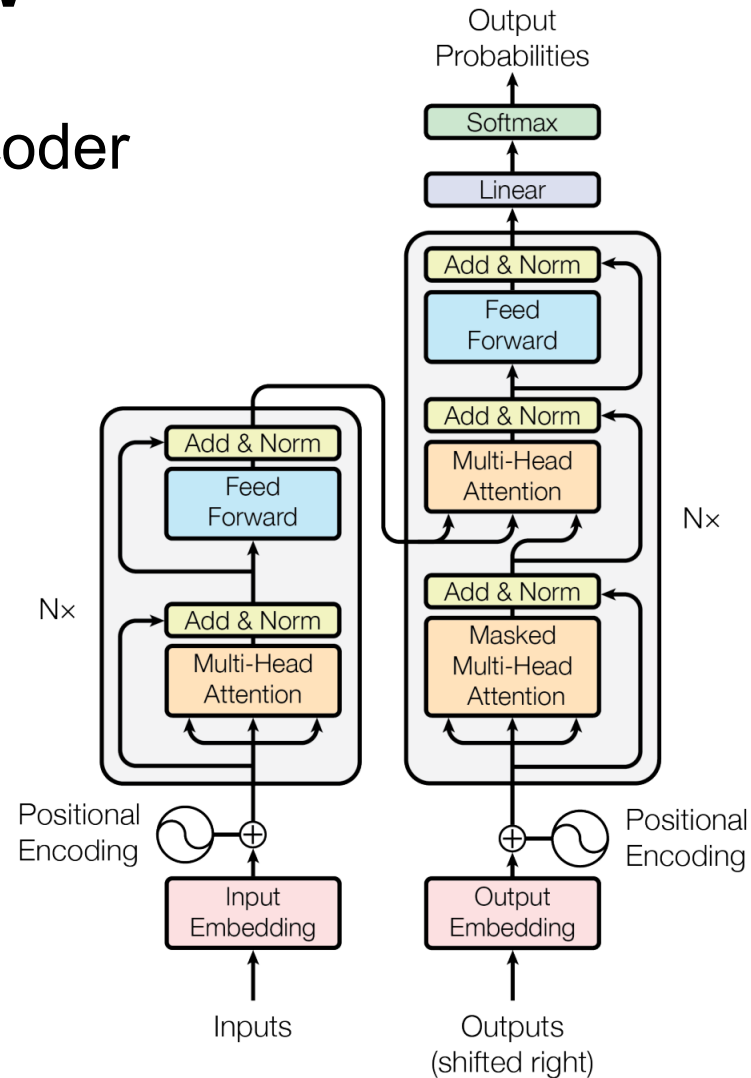 oder
Output
Probabilities
Softmax
Linear
Add & Norm
Feed
Forward
Add & Norm
Multi-Head
Attention
Nx
Add & Norm
Masked
Multi-Head
Attention
Add & Norm
Feed
Forward
Nx
Add & Norm
Multi-Head
Attention
Positional
Encoding
Positional
Encoding
Input
Embedding
Output
Embedding
Inputs
Outputs
(shifted right)